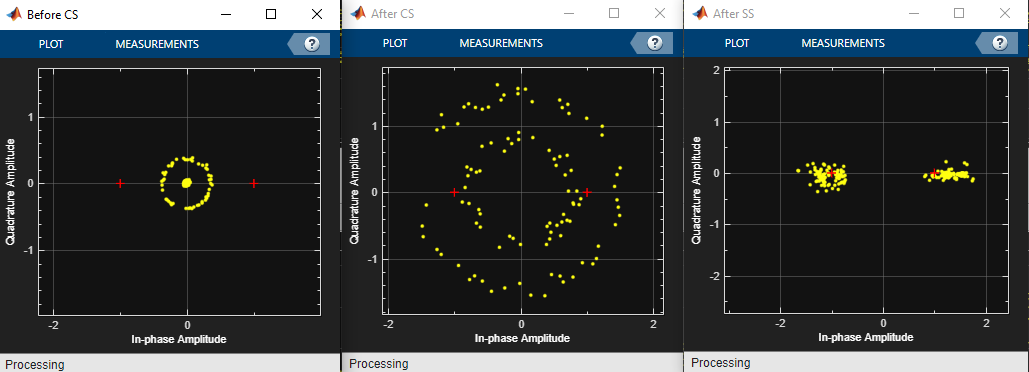 Before CS
PLOT MEASUREMENTS ?
1
0
-1
Quadrature Amplitude
-2 0 2
In-phase Amplitude
Processing
After CS
PLOT MEASUREMENTS ?
1
0
-1
Quadrature Amplitude
-2 0 2
In-phase Amplitude
Processing
After SS
PLOT MEASUREMENTS ?
2
1
0
-1
-2
Quadrature Amplitude
-2 0 2
In-phase Amplitude
Processing